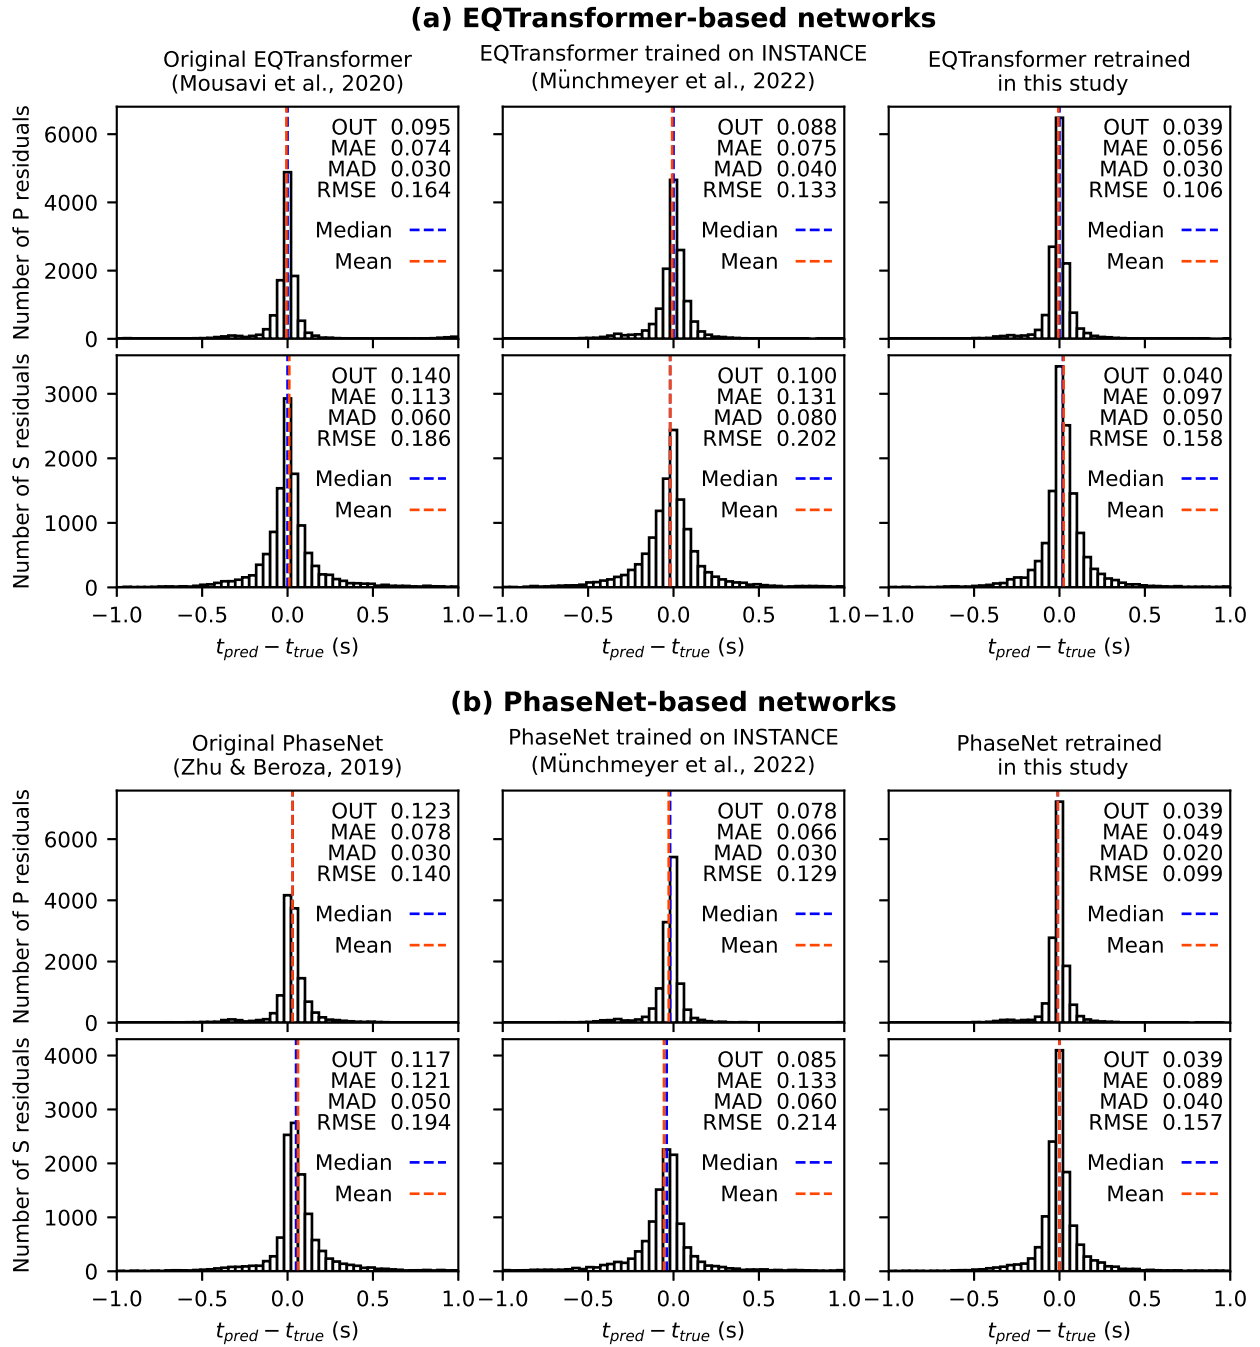 (a) EQTransformer-based networks
Original EQTransformer
(Mousavi et al., 2020)
EQTransformer trained on INSTANCE
(Münchmeyer et al., 2022)
EQTransformer retrained
in this study
Number of P residuals
6000
4000
2000
0
OUT 0.095
MAE 0.074
MAD 0.030
RMSE 0.164
Median
Mean
OUT 0.088
MAE 0.075
MAD 0.040
RMSE 0.133
Median
Mean
OUT 0.039
MAE 0.056
MAD 0.030
RMSE 0.106
Median
Mean
Number of S residuals
3000
2000
1000
0
OUT 0.140
MAE 0.113
MAD 0.060
RMSE 0.186
Median
Mean
OUT 0.100
MAE 0.131
MAD 0.080
RMSE 0.202
Median
Mean
OUT 0.040
MAE 0.097
MAD 0.050
RMSE 0.158
Median
Mean
−1.0 −0.5 0.0 0.5 1.0
−1.0 −0.5 0.0 0.5 1.0
−1.0 −0.5 0.0 0.5 1.0
t_pred − t_true (s)
t_pred − t_true (s)
t_pred − t_true (s)
(b) PhaseNet-based networks
Original PhaseNet
(Zhu & Beroza, 2019)
PhaseNet trained on INSTANCE
(Münchmeyer et al., 2022)
PhaseNet retrained
in this study
Number of P residuals
6000
4000
2000
0
OUT 0.123
MAE 0.078
MAD 0.030
RMSE 0.140
Median
Mean
OUT 0.078
MAE 0.066
MAD 0.030
RMSE 0.129
Median
Mean
OUT 0.039
MAE 0.049
MAD 0.020
RMSE 0.099
Median
Mean
Number of S residuals
4000
3000
2000
1000
0
OUT 0.117
MAE 0.121
MAD 0.050
RMSE 0.194
Median
Mean
OUT 0.085
MAE 0.133
MAD 0.060
RMSE 0.214
Median
Mean
OUT 0.039
MAE 0.089
MAD 0.040
RMSE 0.157
Median
Mean
−1.0 −0.5 0.0 0.5 1.0
−1.0 −0.5 0.0 0.5 1.0
−1.0 −0.5 0.0 0.5 1.0
t_pred − t_true (s)
t_pred − t_true (s)
t_pred − t_true (s)